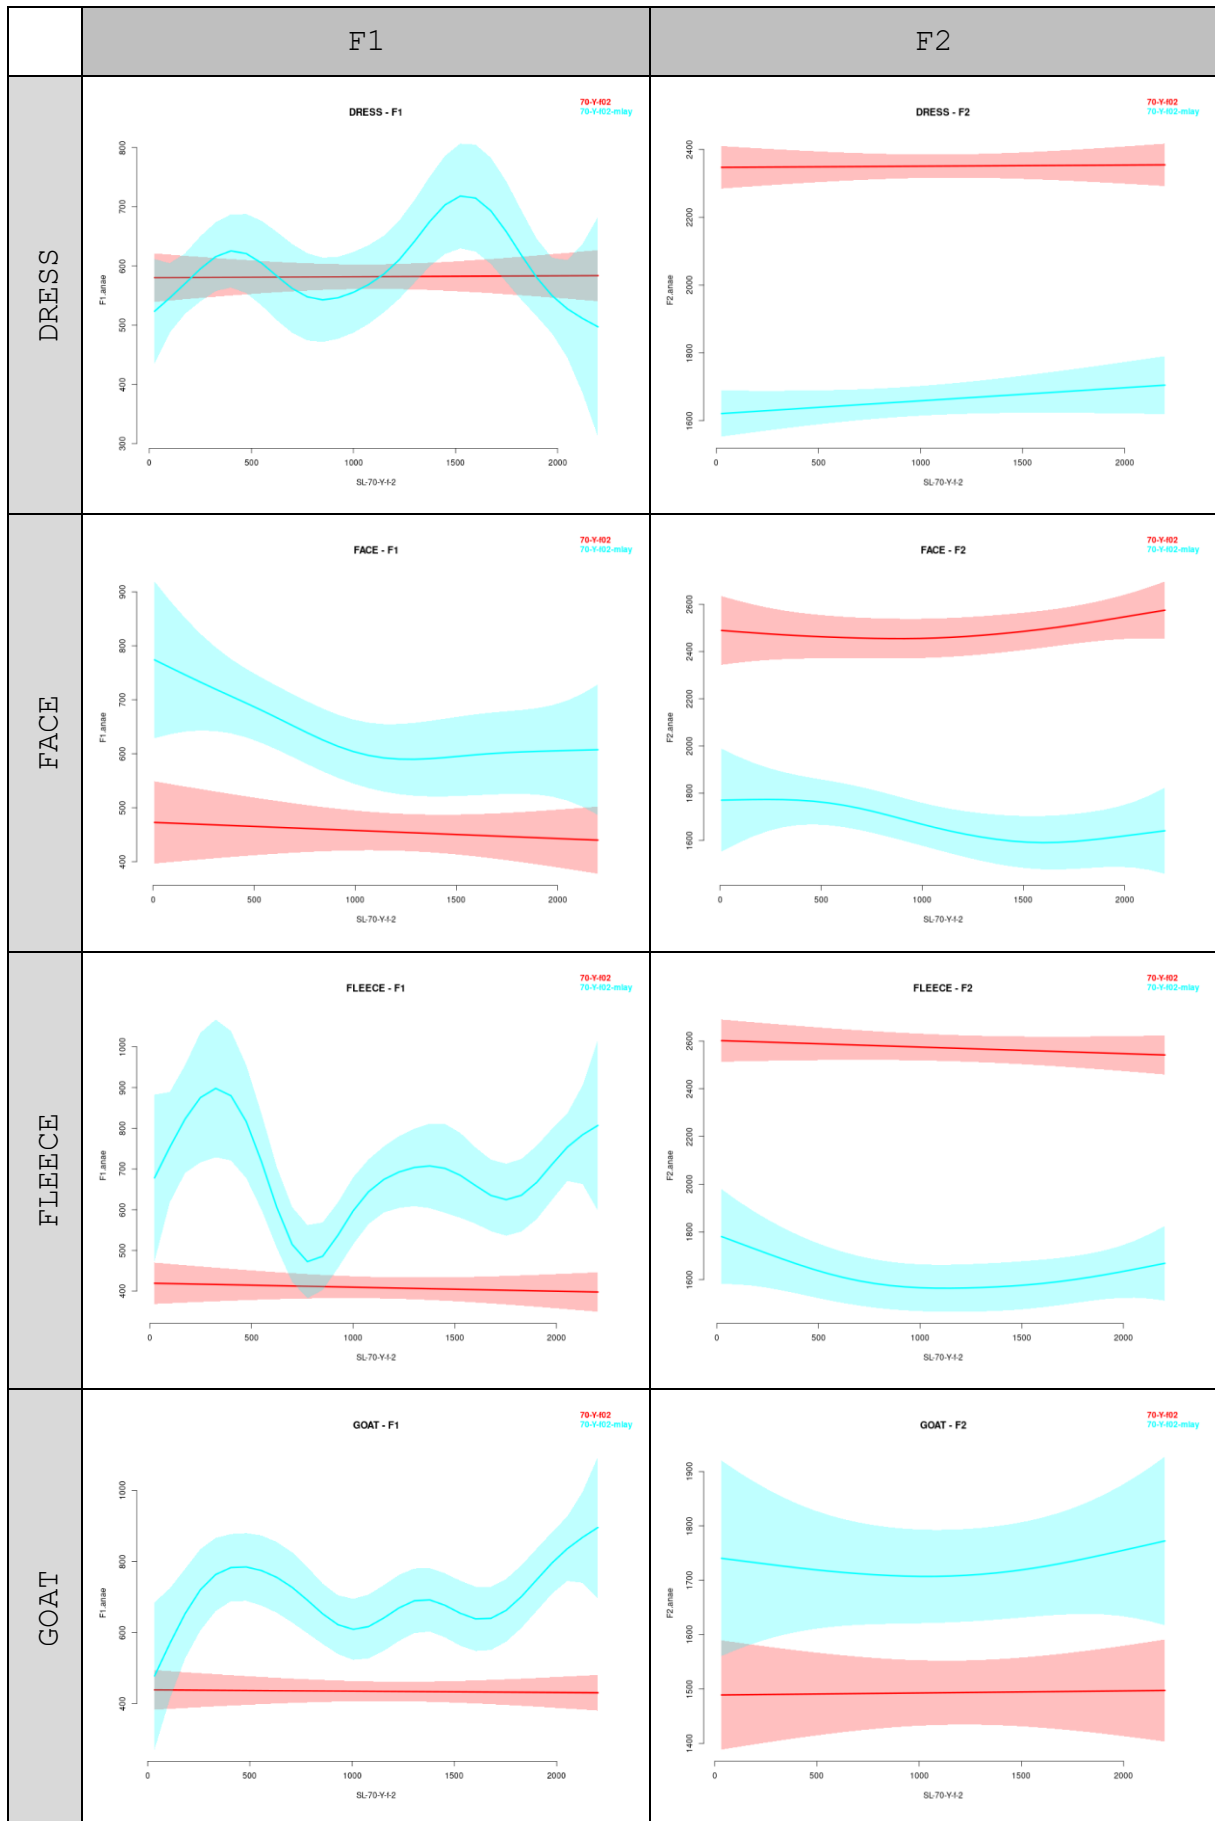 F1 F2
DRESS
DRESS - F1
70-Y-f02
70-Y-f02-mlay
F1.anae
300 400 500 600 700 800
0 500 1000 1500 2000
SL-70-Y-f-2
DRESS - F2
70-Y-f02
70-Y-f02-mlay
F2.anae
1600 1800 2000 2200 2400
0 500 1000 1500 2000
SL-70-Y-f-2
FACE
FACE - F1
70-Y-f02
70-Y-f02-mlay
F1.anae
400 500 600 700 800 900
0 500 1000 1500 2000
SL-70-Y-f-2
FACE - F2
70-Y-f02
70-Y-f02-mlay
F2.anae
1600 1800 2000 2200 2400 2600
0 500 1000 1500 2000
SL-70-Y-f-2
FLEECE
FLEECE - F1
70-Y-f02
70-Y-f02-mlay
F1.anae
400 500 600 700 800 900 1000
0 500 1000 1500 2000
SL-70-Y-f-2
FLEECE - F2
70-Y-f02
70-Y-f02-mlay
F2.anae
1600 1800 2000 2200 2400 2600
0 500 1000 1500 2000
SL-70-Y-f-2
GOAT
GOAT - F1
70-Y-f02
70-Y-f02-mlay
F1.anae
400 600 800 1000
0 500 1000 1500 2000
SL-70-Y-f-2
GOAT - F2
70-Y-f02
70-Y-f02-mlay
F2.anae
1400 1500 1600 1700 1800 1900
0 500 1000 1500 2000
SL-70-Y-f-2